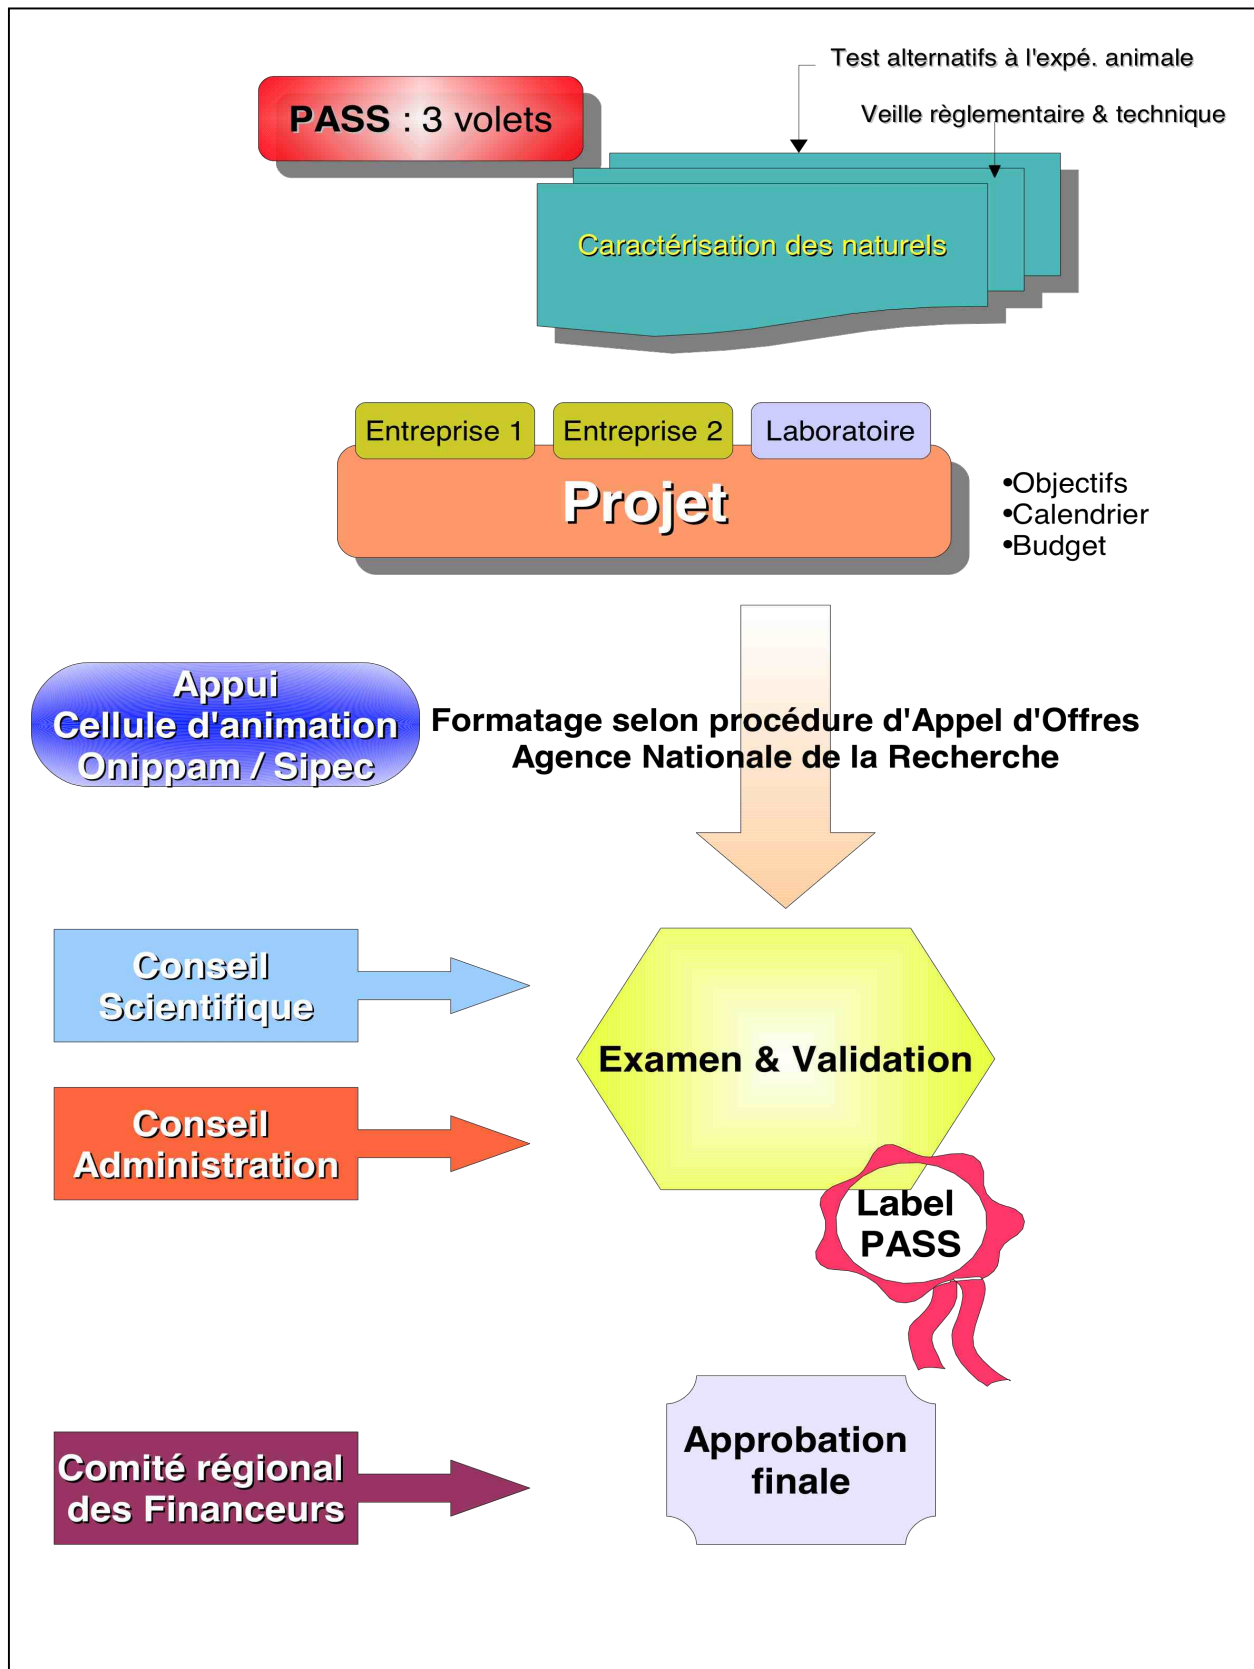 Test alternatifs à l'expé. animale
PASS : 3 volets
Veille règlementaire & technique
Caractérisation des naturels
Entreprise 1
Entreprise 2
Laboratoire
Projet
•Objectifs
•Calendrier
•Budget
Appui
Cellule d'animation
Onippam / Sipec
Formatage selon procédure d'Appel d'Offres
Agence Nationale de la Recherche
Conseil
Scientifique
Examen & Validation
Conseil
Administration
Label
PASS
Comité régional
des Financeurs
Approbation
finale